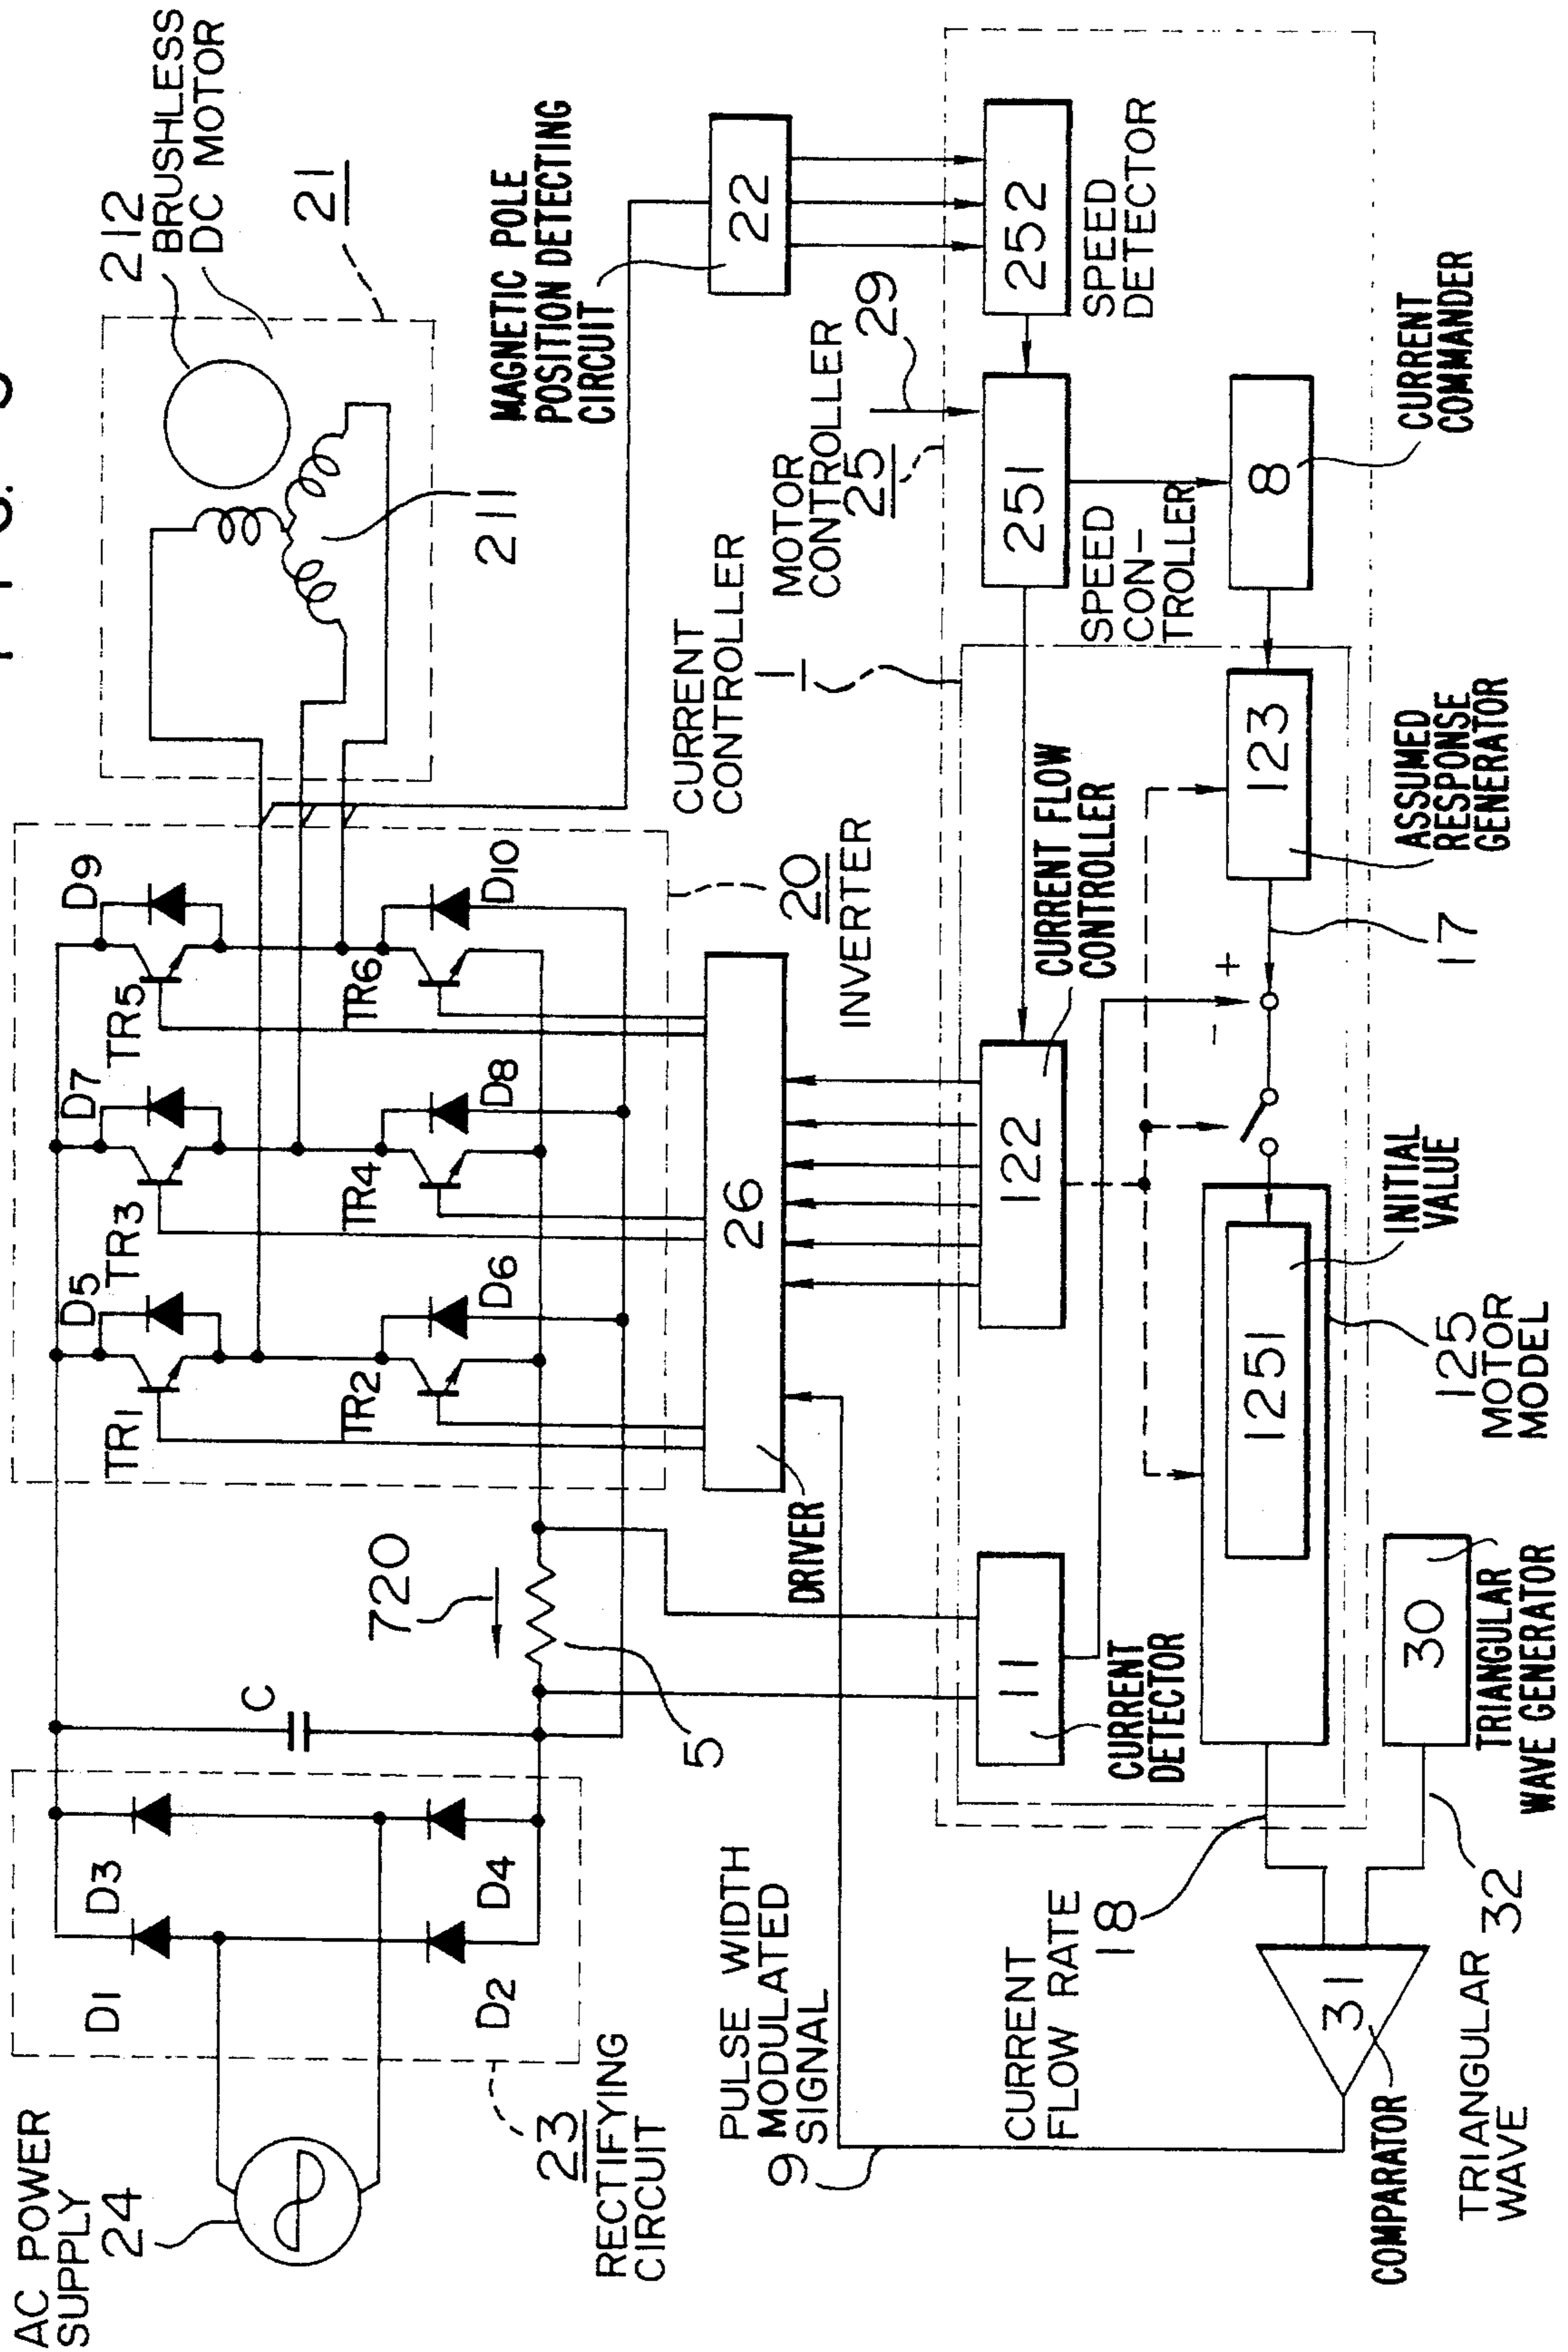 AC POWER
SUPPLY
24
D1
D3
D2
D4
23
RECTIFYING
CIRCUIT
C
720
5
TR1
D5
TR3
D7
TR5
D9
TR2
D6
TR4
D8
TR6
D10
20
INVERTER
212
BRUSHLESS
DC MOTOR
21
211
MAGNETIC POLE
POSITION DETECTING
CIRCUIT
22
26
DRIVER
PULSE WIDTH
MODULATED
SIGNAL
9
CURRENT
CONTROLLER
1
MOTOR
CONTROLLER
25
29
252
SPEED
DETECTOR
251
SPEED
CON-
TROLLER
8
CURRENT
COMMANDER
11
CURRENT
DETECTOR
122
CURRENT FLOW
CONTROLLER
123
ASSUMED
RESPONSE
GENERATOR
17
+
-
1251
INITIAL
VALUE
125
MOTOR
MODEL
CURRENT
FLOW RATE
18
30
TRIANGULAR
WAVE GENERATOR
31
COMPARATOR
TRIANGULAR
WAVE
32